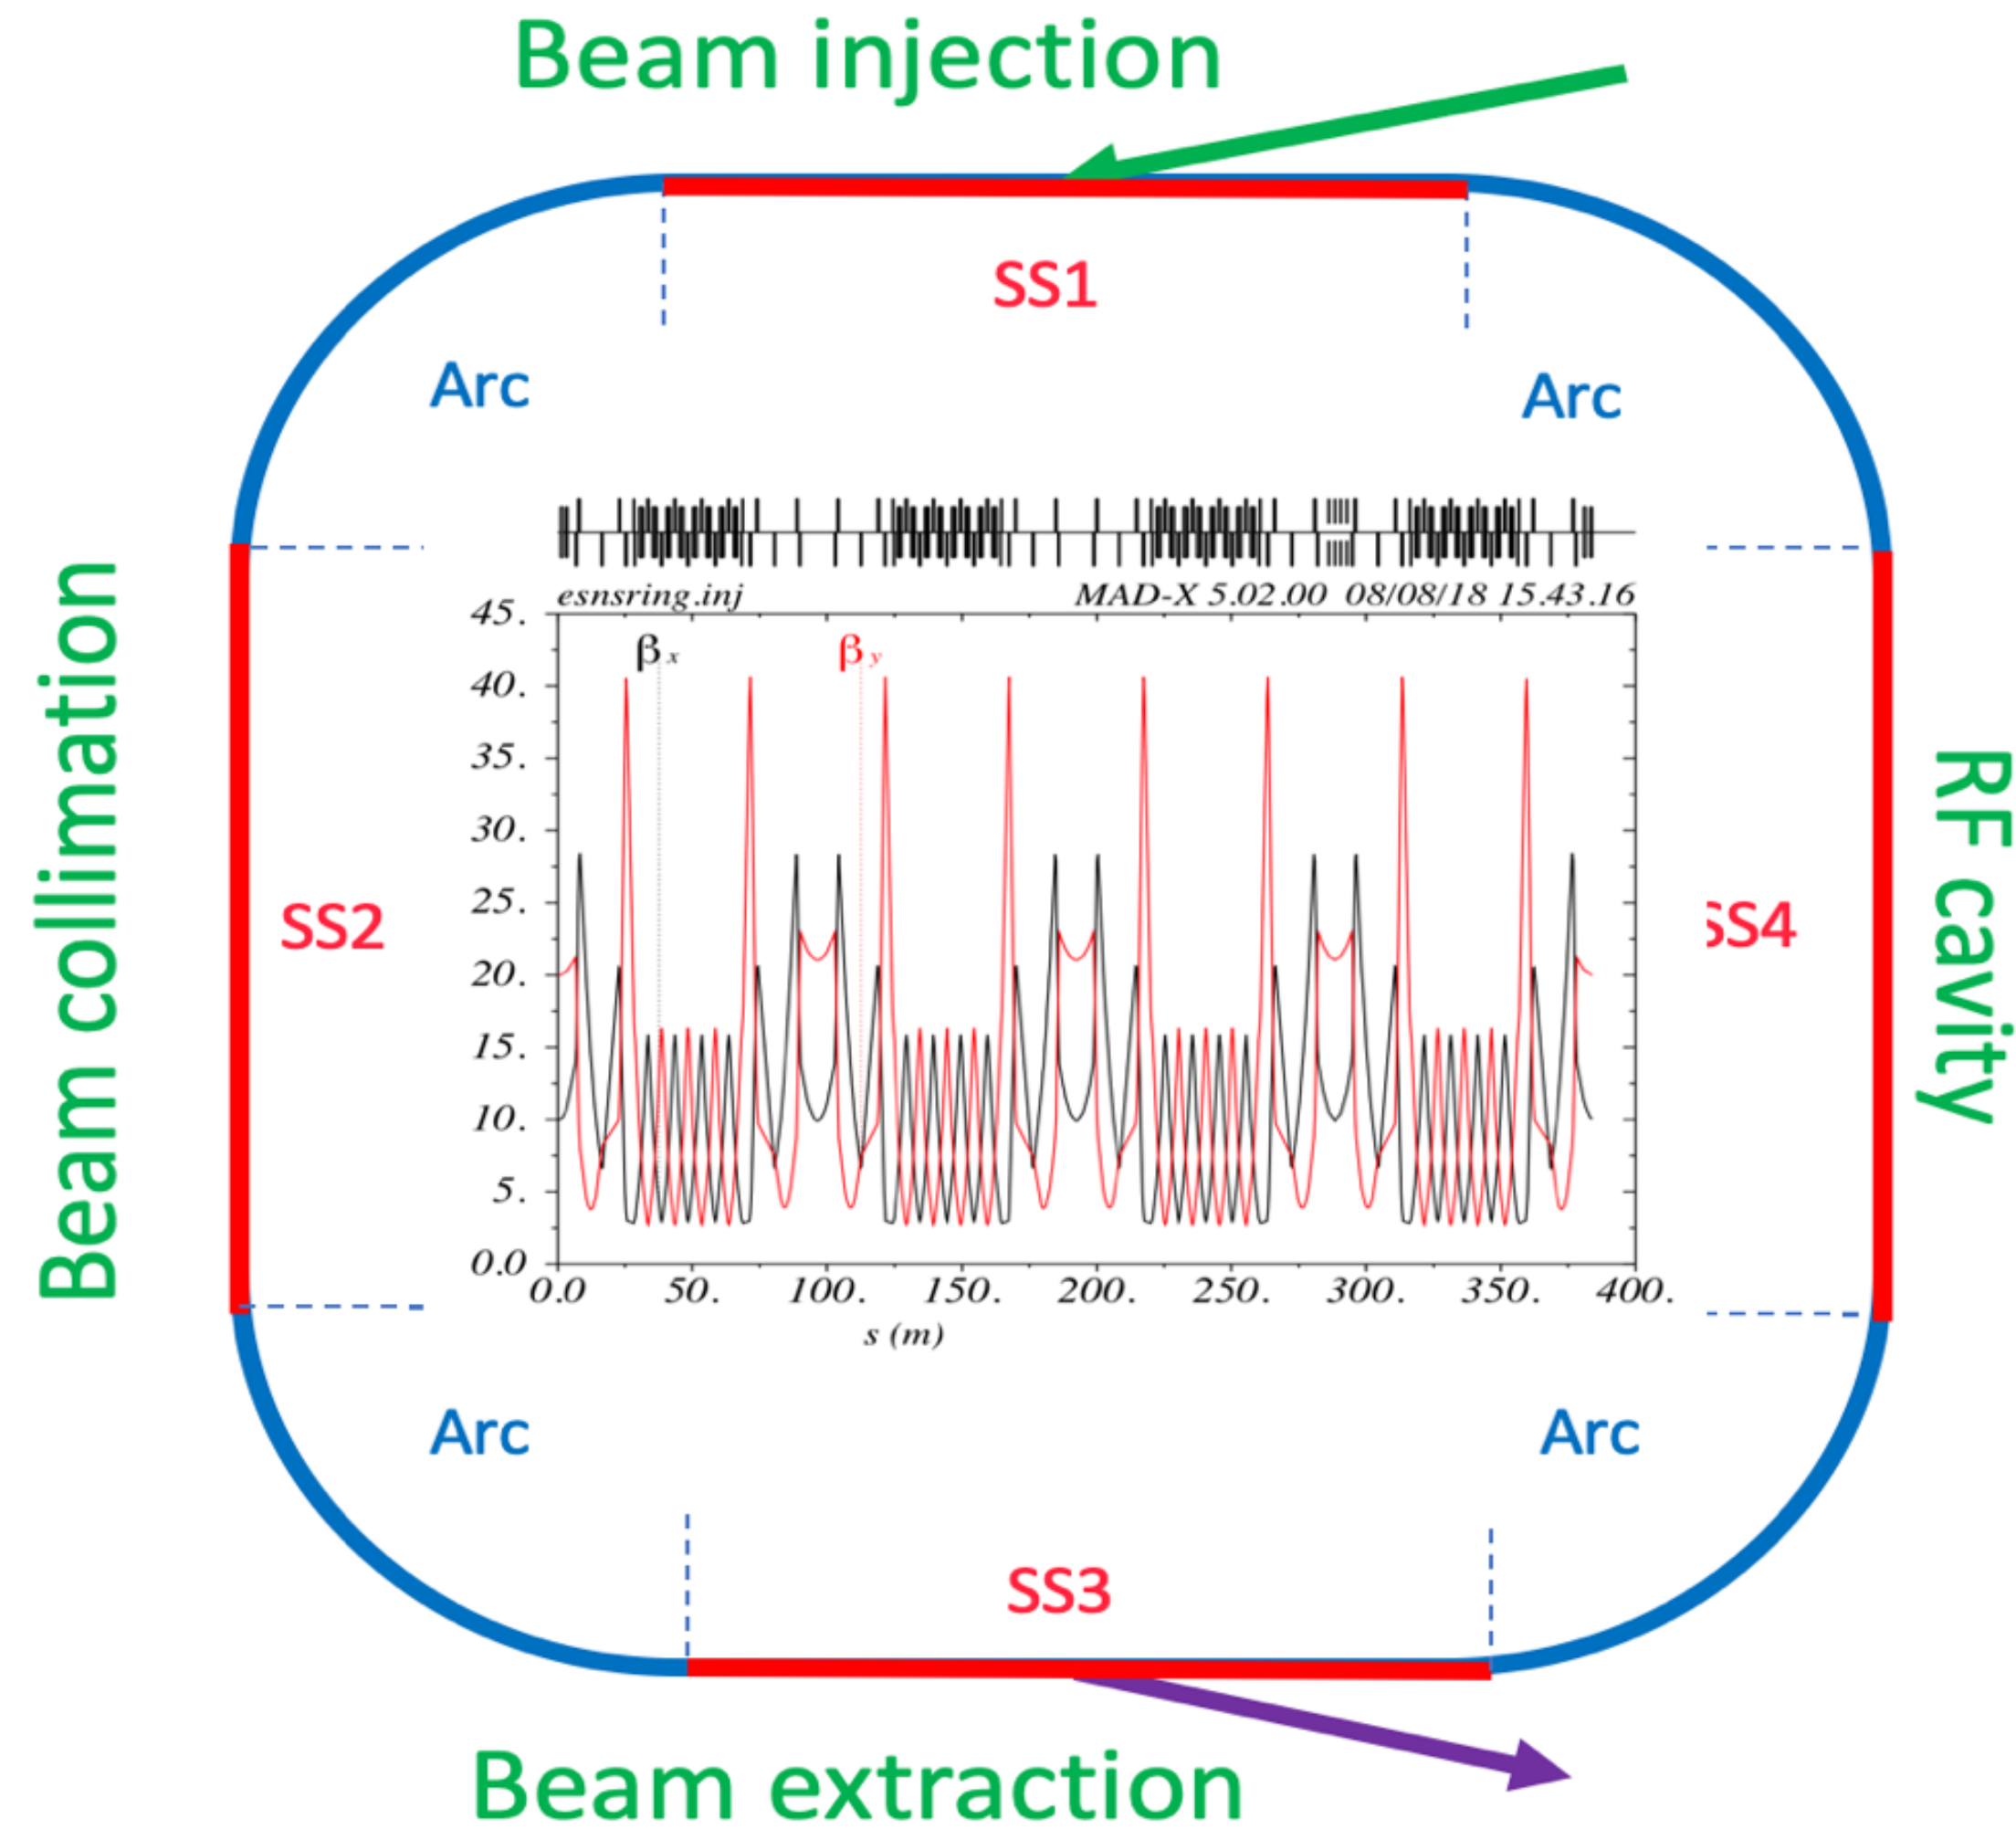 Beam injection
SS1
Arc
Arc
esnsring.inj MAD-X 5.02.00 08/08/18 15.43.16
45.
βx βy
40.
35.
30.
25.
20.
15.
10.
5.
0.0
0.0 50. 100. 150. 200. 250. 300. 350. 400.
s (m)
Beam collimation
SS2
SS4
RF cavity
Arc
Arc
SS3
Beam extraction